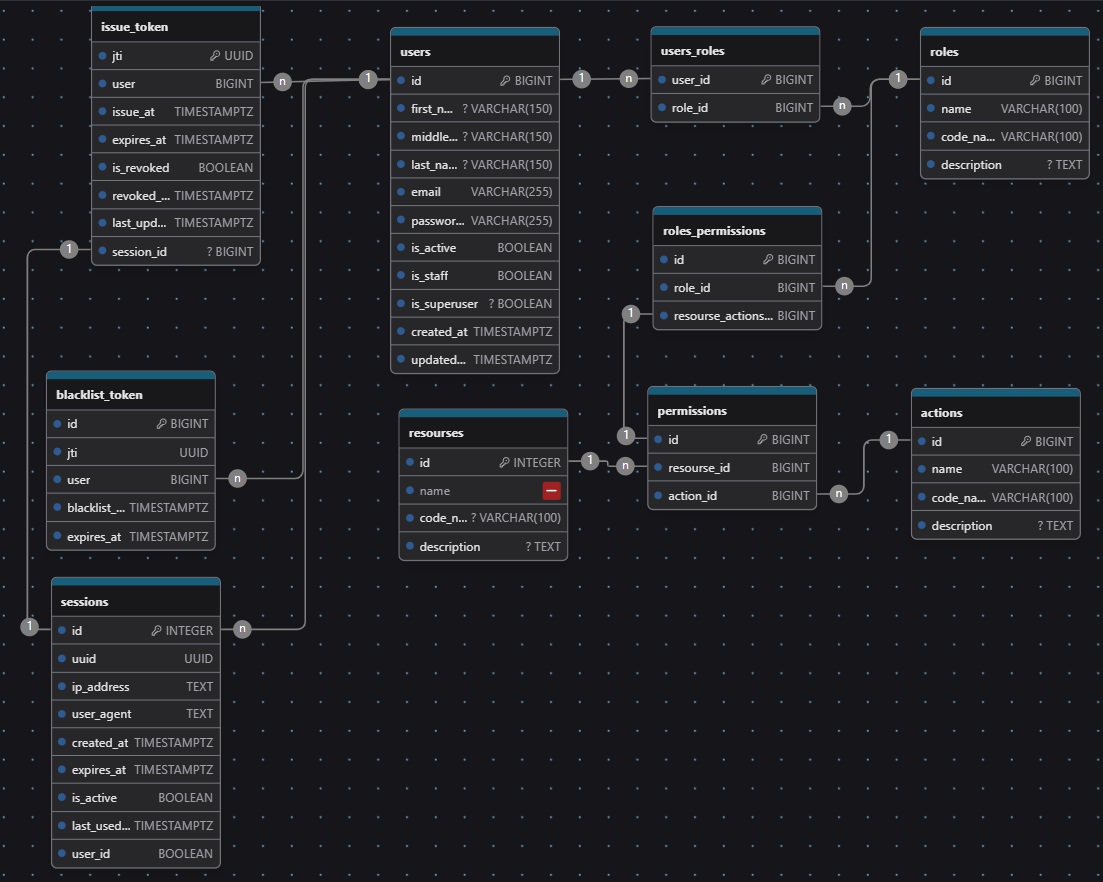 issue_token
jti UUID
user BIGINT
issue_at TIMESTAMPTZ
expires_at TIMESTAMPTZ
is_revoked BOOLEAN
revoked_... TIMESTAMPTZ
last_upd... TIMESTAMPTZ
session_id ? BIGINT
n
1
1
users
id BIGINT
first_n... ? VARCHAR(150)
middle... ? VARCHAR(150)
last_na... ? VARCHAR(150)
email VARCHAR(255)
passwor... VARCHAR(255)
is_active BOOLEAN
is_staff BOOLEAN
is_superuser ? BOOLEAN
created_at TIMESTAMPTZ
updated... TIMESTAMPTZ
1
n
users_roles
user_id BIGINT
role_id BIGINT
n
1
roles
id BIGINT
name VARCHAR(100)
code_na... VARCHAR(100)
description ? TEXT
roles_permissions
id BIGINT
role_id BIGINT
resourse_actions... BIGINT
n
1
1
blacklist_token
id BIGINT
jti UUID
user BIGINT
blacklist_... TIMESTAMPTZ
expires_at TIMESTAMPTZ
n
resourses
id INTEGER
name
code_n... ? VARCHAR(100)
description ? TEXT
1
n
permissions
id BIGINT
resourse_id BIGINT
action_id BIGINT
n
1
actions
id BIGINT
name VARCHAR(100)
code_na... VARCHAR(100)
description ? TEXT
sessions
id INTEGER
uuid UUID
ip_address TEXT
user_agent TEXT
created_at TIMESTAMPTZ
expires_at TIMESTAMPTZ
is_active BOOLEAN
last_used... TIMESTAMPTZ
user_id BOOLEAN
1
n